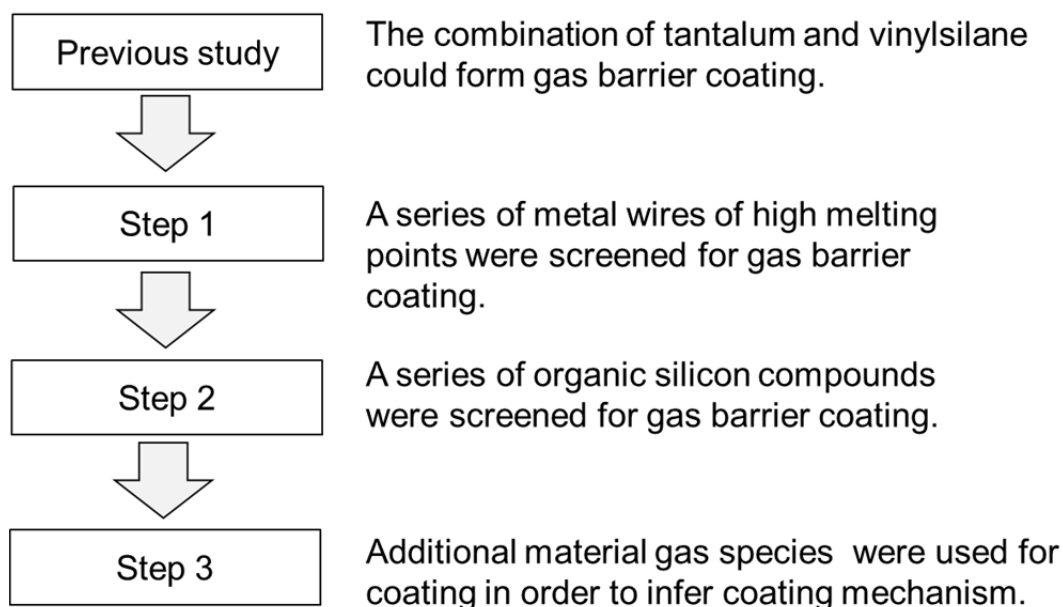 Previous study
The combination of tantalum and vinylsilane
could form gas barrier coating.
Step 1
A series of metal wires of high melting
points were screened for gas barrier
coating.
Step 2
A series of organic silicon compounds
were screened for gas barrier coating.
Step 3
Additional material gas species were used for
coating in order to infer coating mechanism.